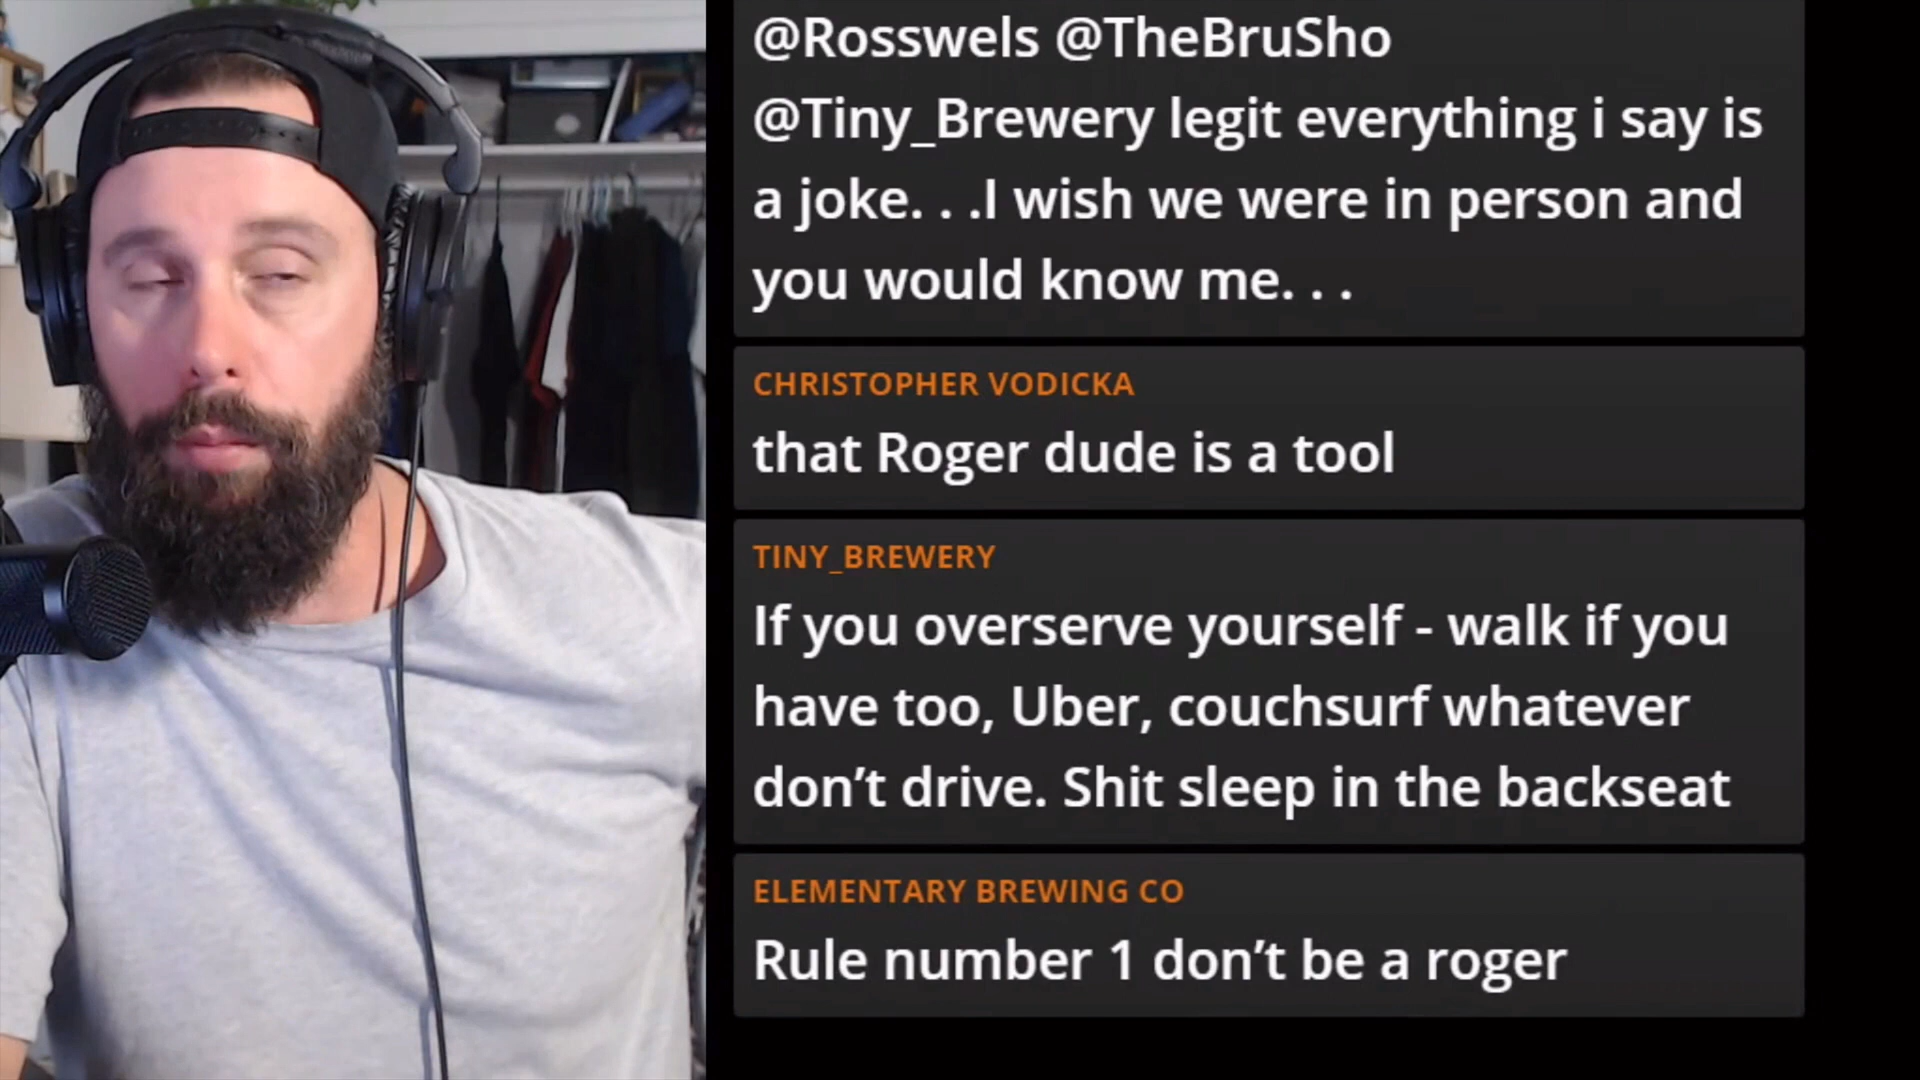 @Rosswels @TheBruSho
@Tiny_Brewery legit everything i say is
a joke. . .I wish we were in person and
you would know me. . .
CHRISTOPHER VODICKA
that Roger dude is a tool
TINY_BREWERY
If you overserve yourself - walk if you
have too, Uber, couchsurf whatever
don’t drive. Shit sleep in the backseat
ELEMENTARY BREWING CO
Rule number 1 don’t be a roger